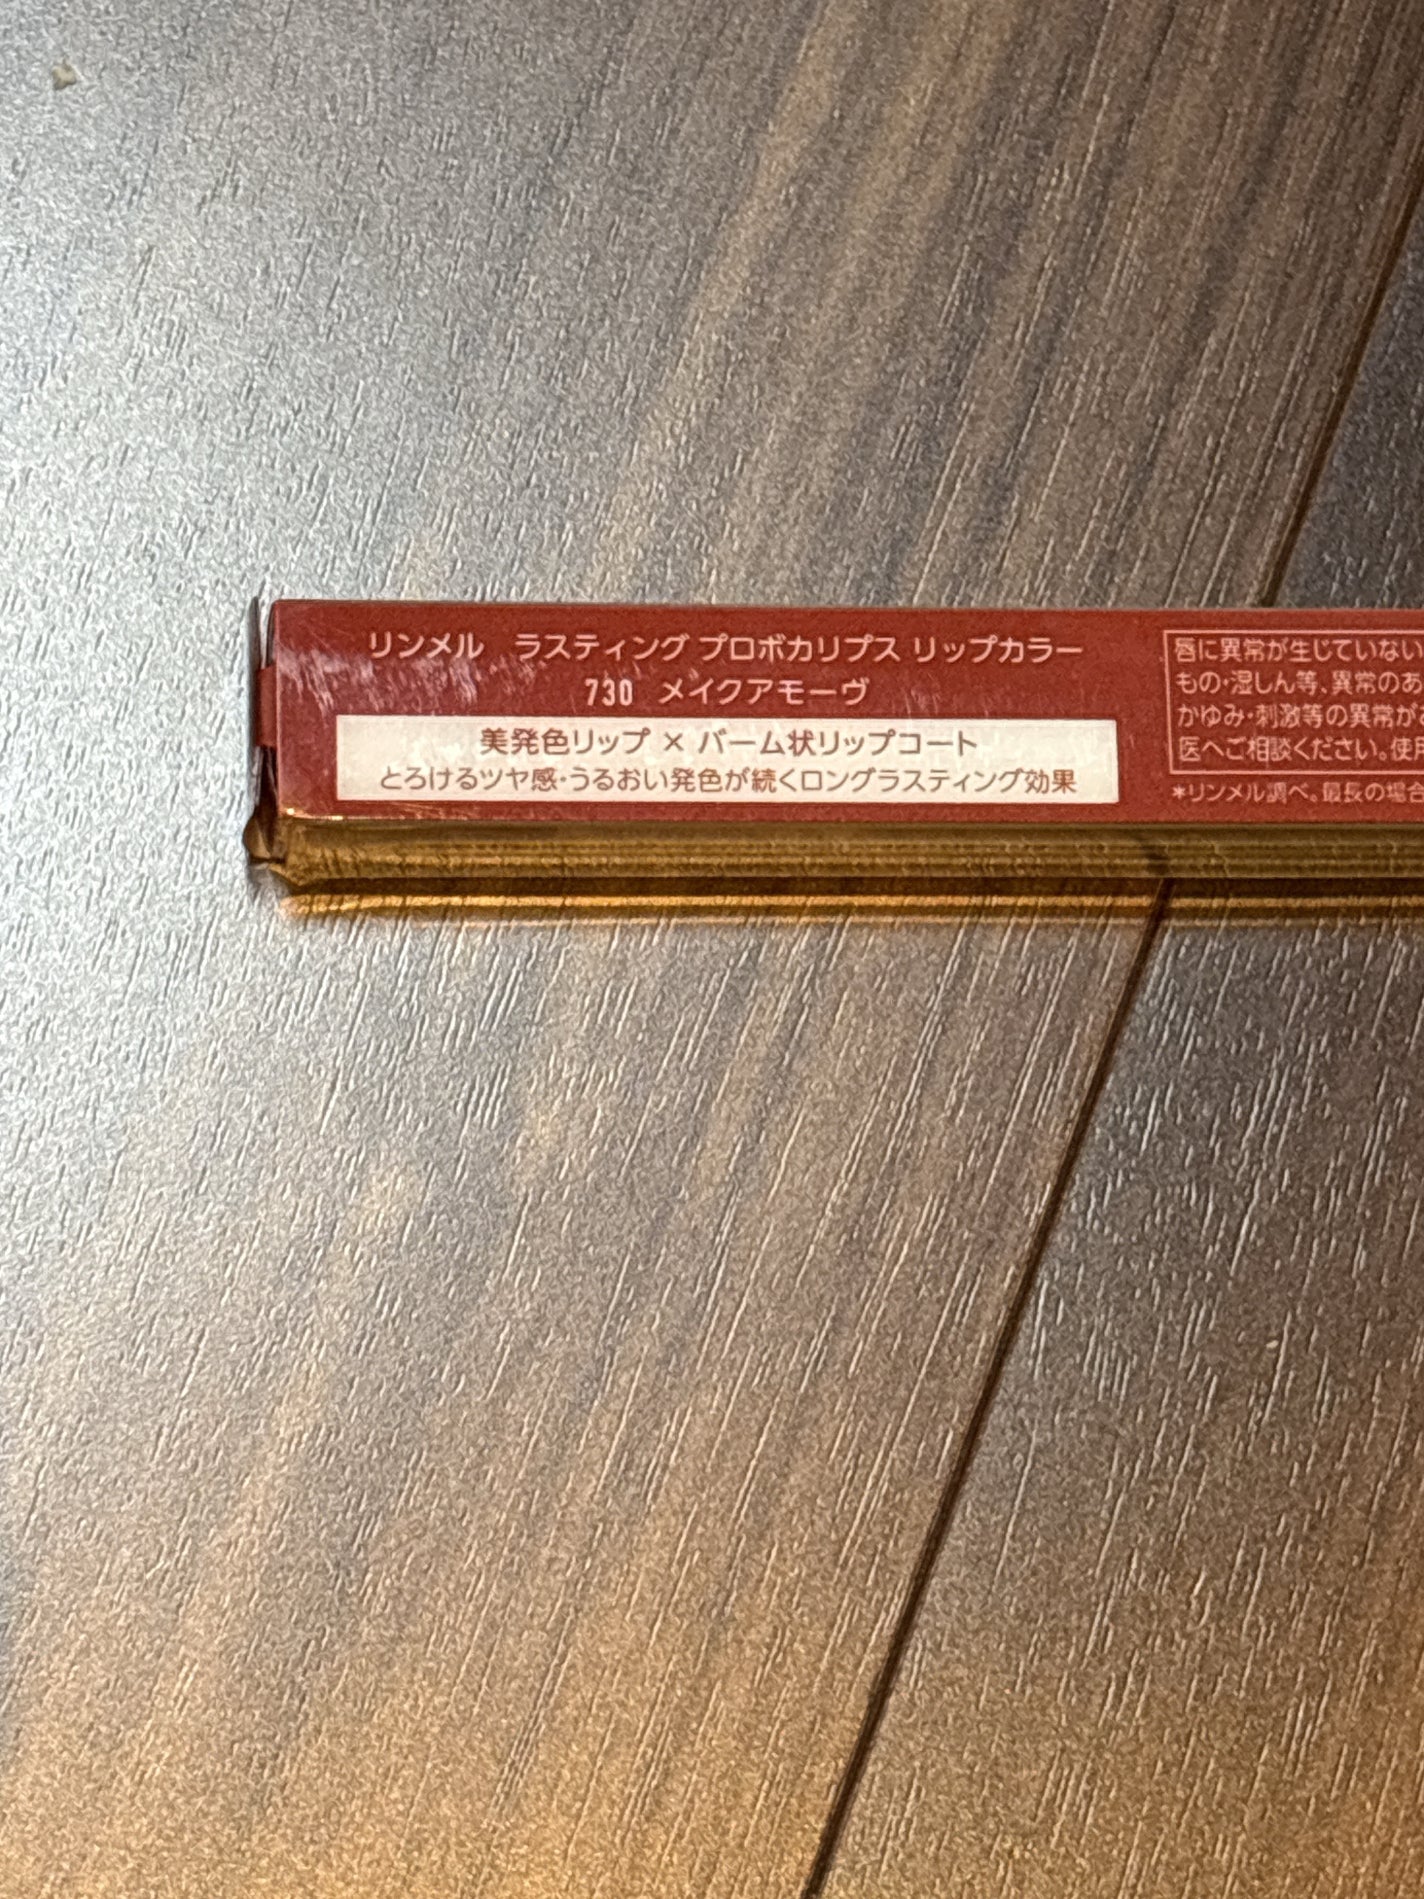 リンメル ラスティング プロボカリプス リップカラー
730 メイクアモーヴ
美発色リップ × バーム状リップコート
とろけるツヤ感・うるおい発色が続くロングラスティング効果
唇に異常が生じていない
もの・湿しん等、異常のあ
かゆみ・刺激等の異常が
医へご相談ください。使用
*リンメル調べ。最長の場合